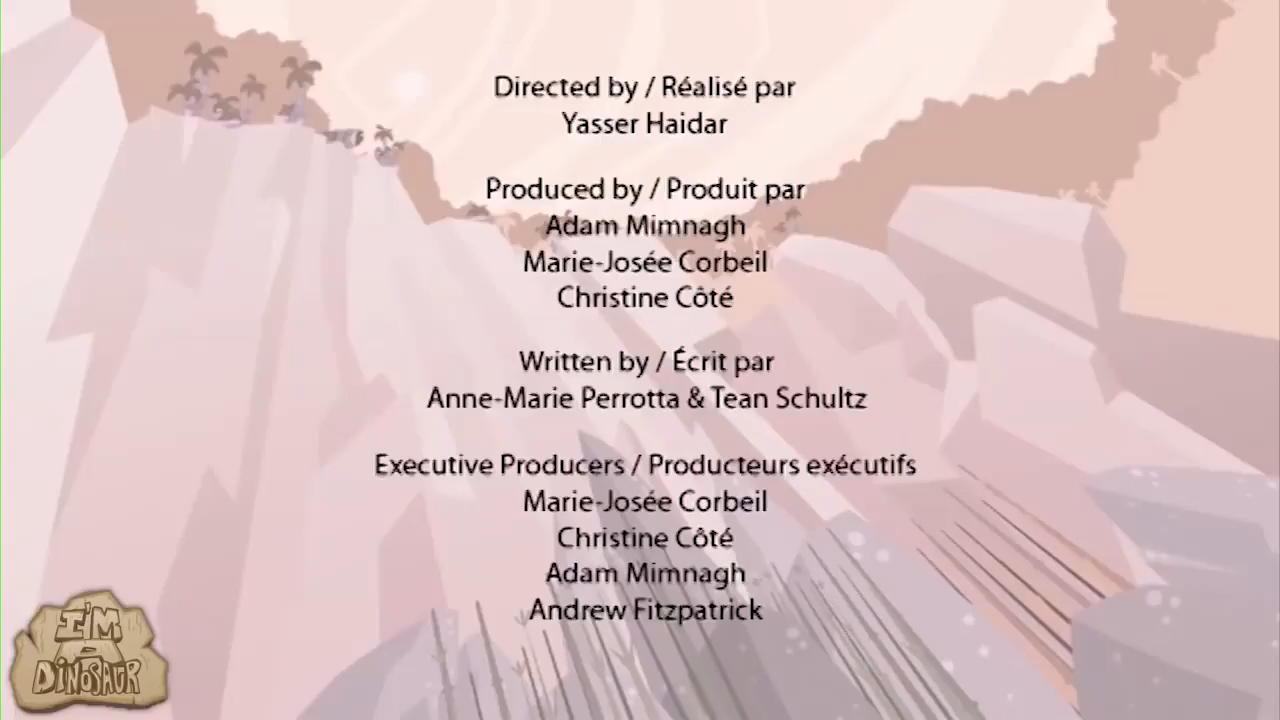 Directed by / Réalisé par
Yasser Haidar
Produced by / Produit par
Adam Mimnagh
Marie-Josée Corbeil
Christine Côté
Written by / Écrit par
Anne-Marie Perrotta & Tean Schultz
Executive Producers / Producteurs exécutifs
Marie-Josée Corbeil
Christine Côté
Adam Mimnagh
Andrew Fitzpatrick
I'M
A
DINOSAUR